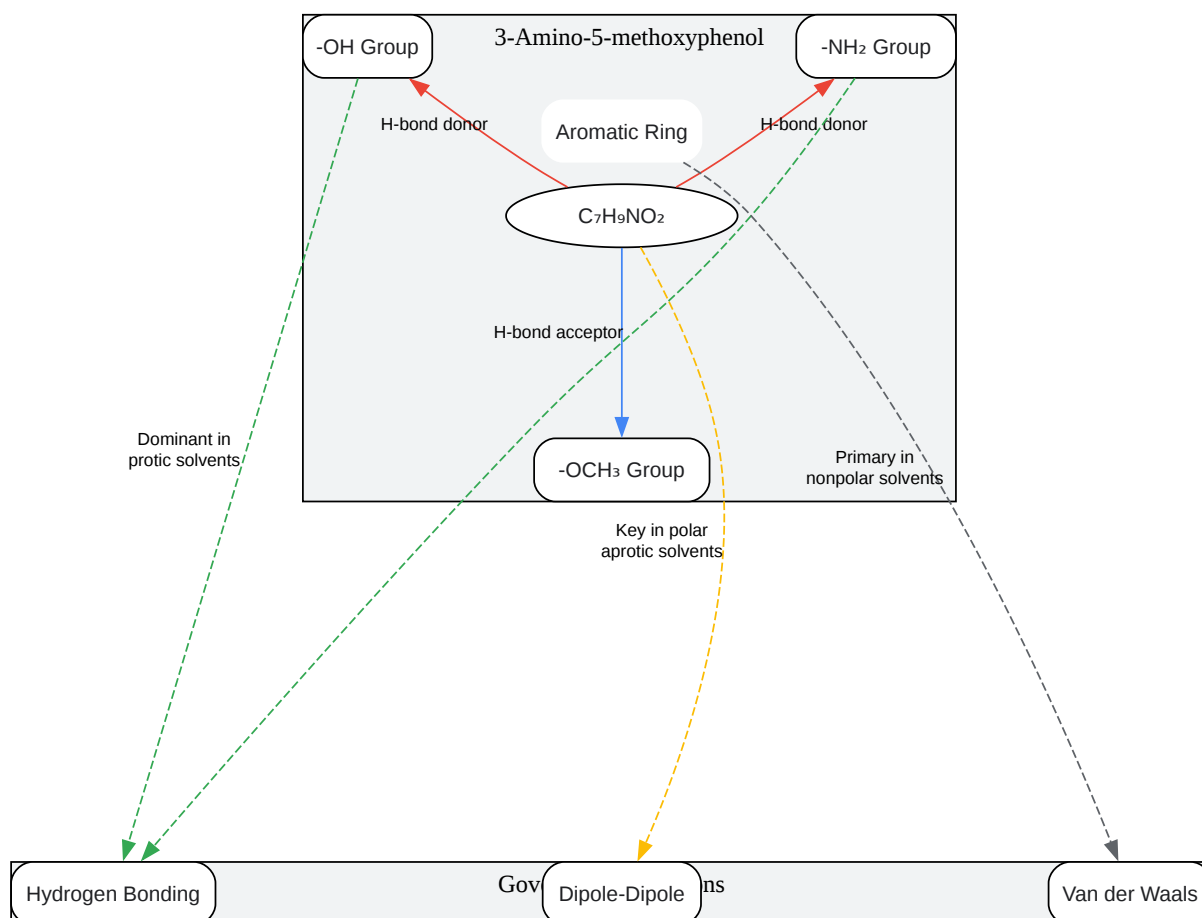 3-Amino-5-methoxyphenol
-OH Group
-NH₂ Group
H-bond donor
Aromatic Ring
H-bond donor
C₇H₉NO₂
H-bond acceptor
Dominant in
protic solvents
-OCH₃ Group
Primary in
nonpolar solvents
Key in polar
aprotic solvents
Hydrogen Bonding
Dipole-Dipole
Van der Waals